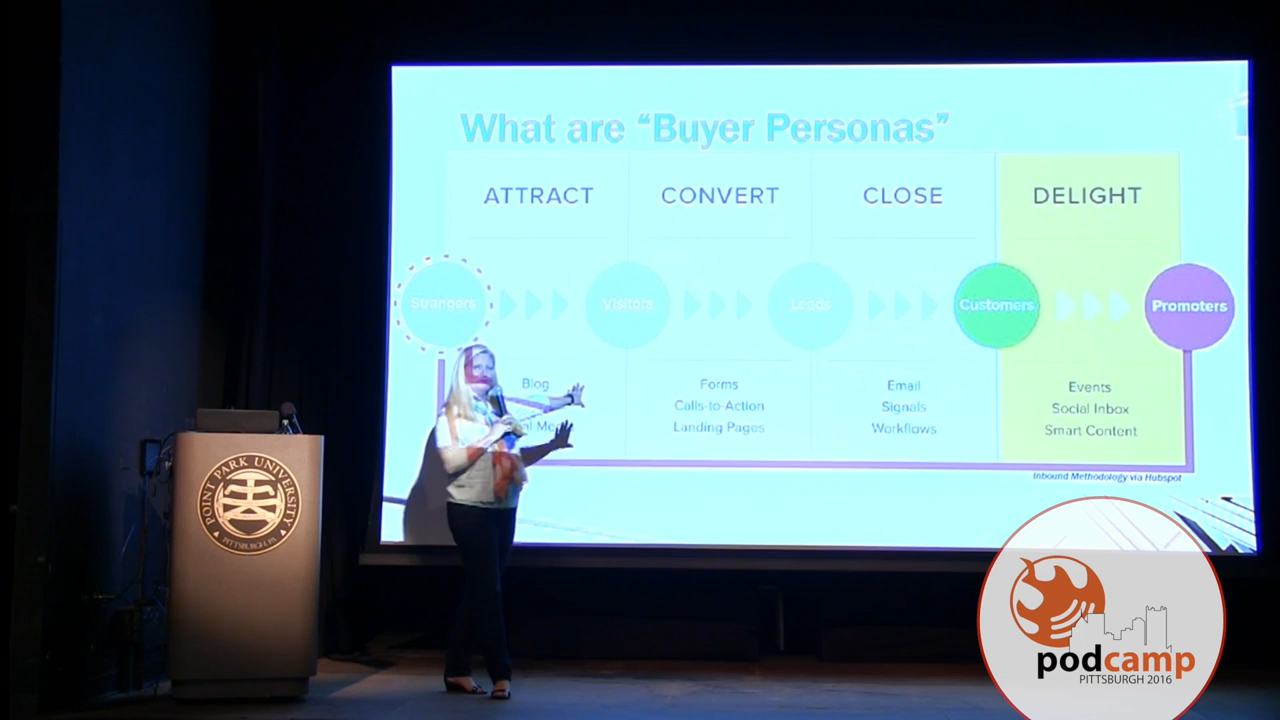 What are “Buyer Personas”
ATTRACT
CONVERT
CLOSE
DELIGHT
Strangers
Visitors
Leads
Customers
Promoters
Blog
Forms
Calls-to-Action
Landing Pages
Email
Signals
Workflows
Events
Social Inbox
Smart Content
Inbound Methodology via Hubspot
POINT PARK UNIVERSITY
PITTSBURGH, PA
podcamp
PITTSBURGH 2016